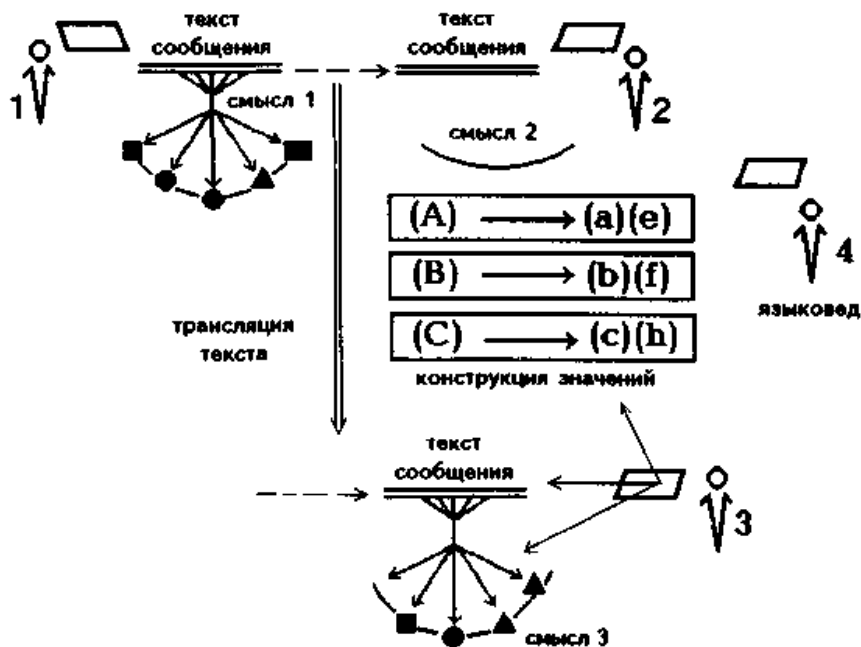 текст
сообщения
текст
сообщения
1
смысл 1
2
смысл 2
(A) (a)(e)
4
(B) (b)(f)
языковед
трансляция
текста
(C) (c)(h)
конструкция значений
текст
сообщения
3
смысл 3